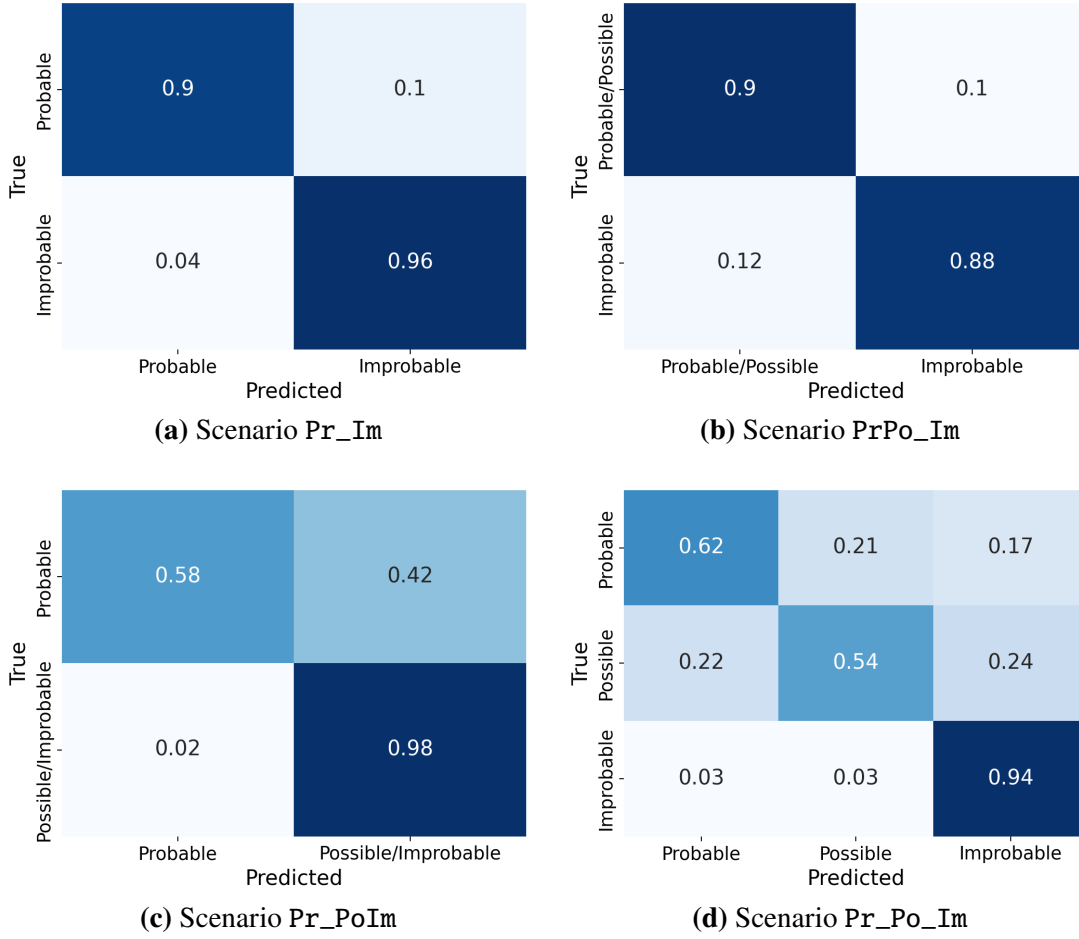 True
Probable
0.9
0.1
Improbable
0.04
0.96
Probable
Improbable
Predicted
(a) Scenario Pr_Im
True
Probable/Possible
0.9
0.1
Improbable
0.12
0.88
Probable/Possible
Improbable
Predicted
(b) Scenario PrPo_Im
True
Probable
0.58
0.42
Possible/Improbable
0.02
0.98
Probable
Possible/Improbable
Predicted
(c) Scenario Pr_PoIm
True
Probable
0.62
0.21
0.17
Possible
0.22
0.54
0.24
Improbable
0.03
0.03
0.94
Probable
Possible
Improbable
Predicted
(d) Scenario Pr_Po_Im